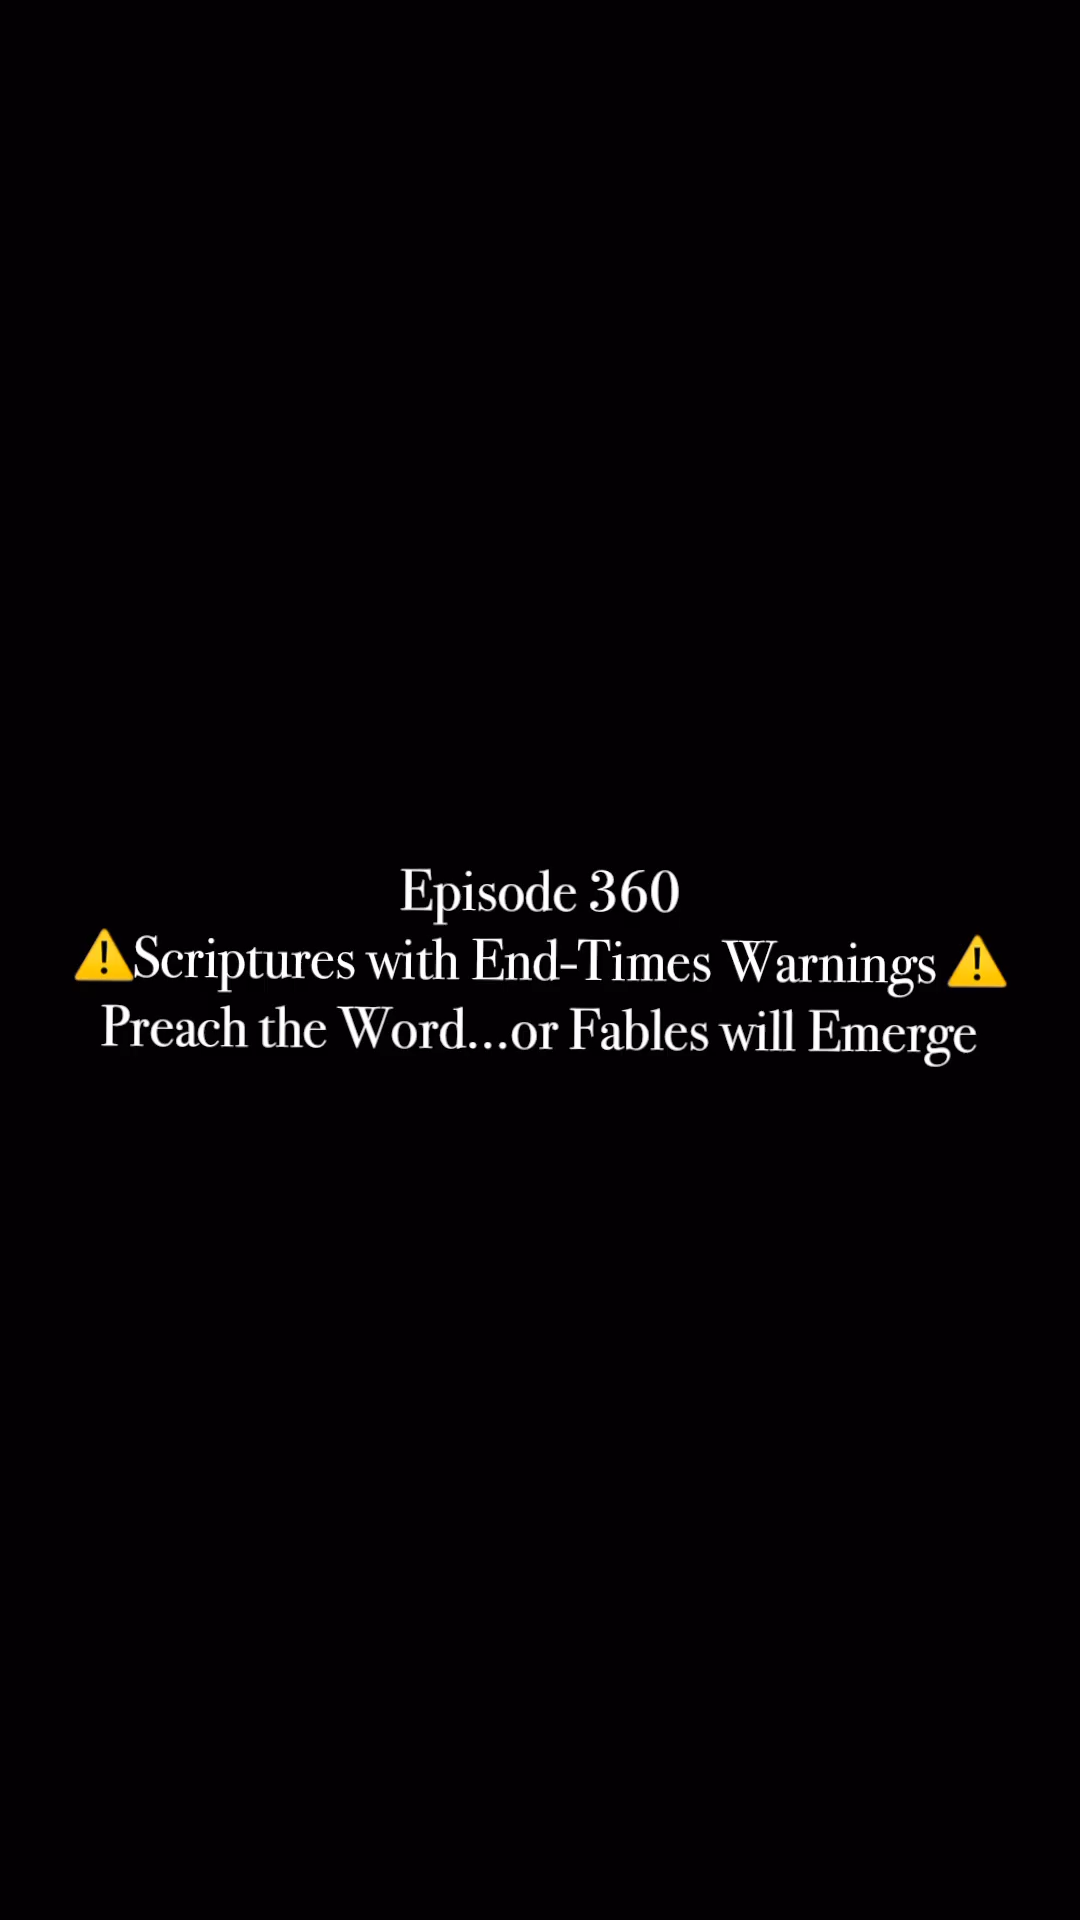 Episode 360
⚠️Scriptures with End-Times Warnings ⚠️
Preach the Word...or Fables will Emerge